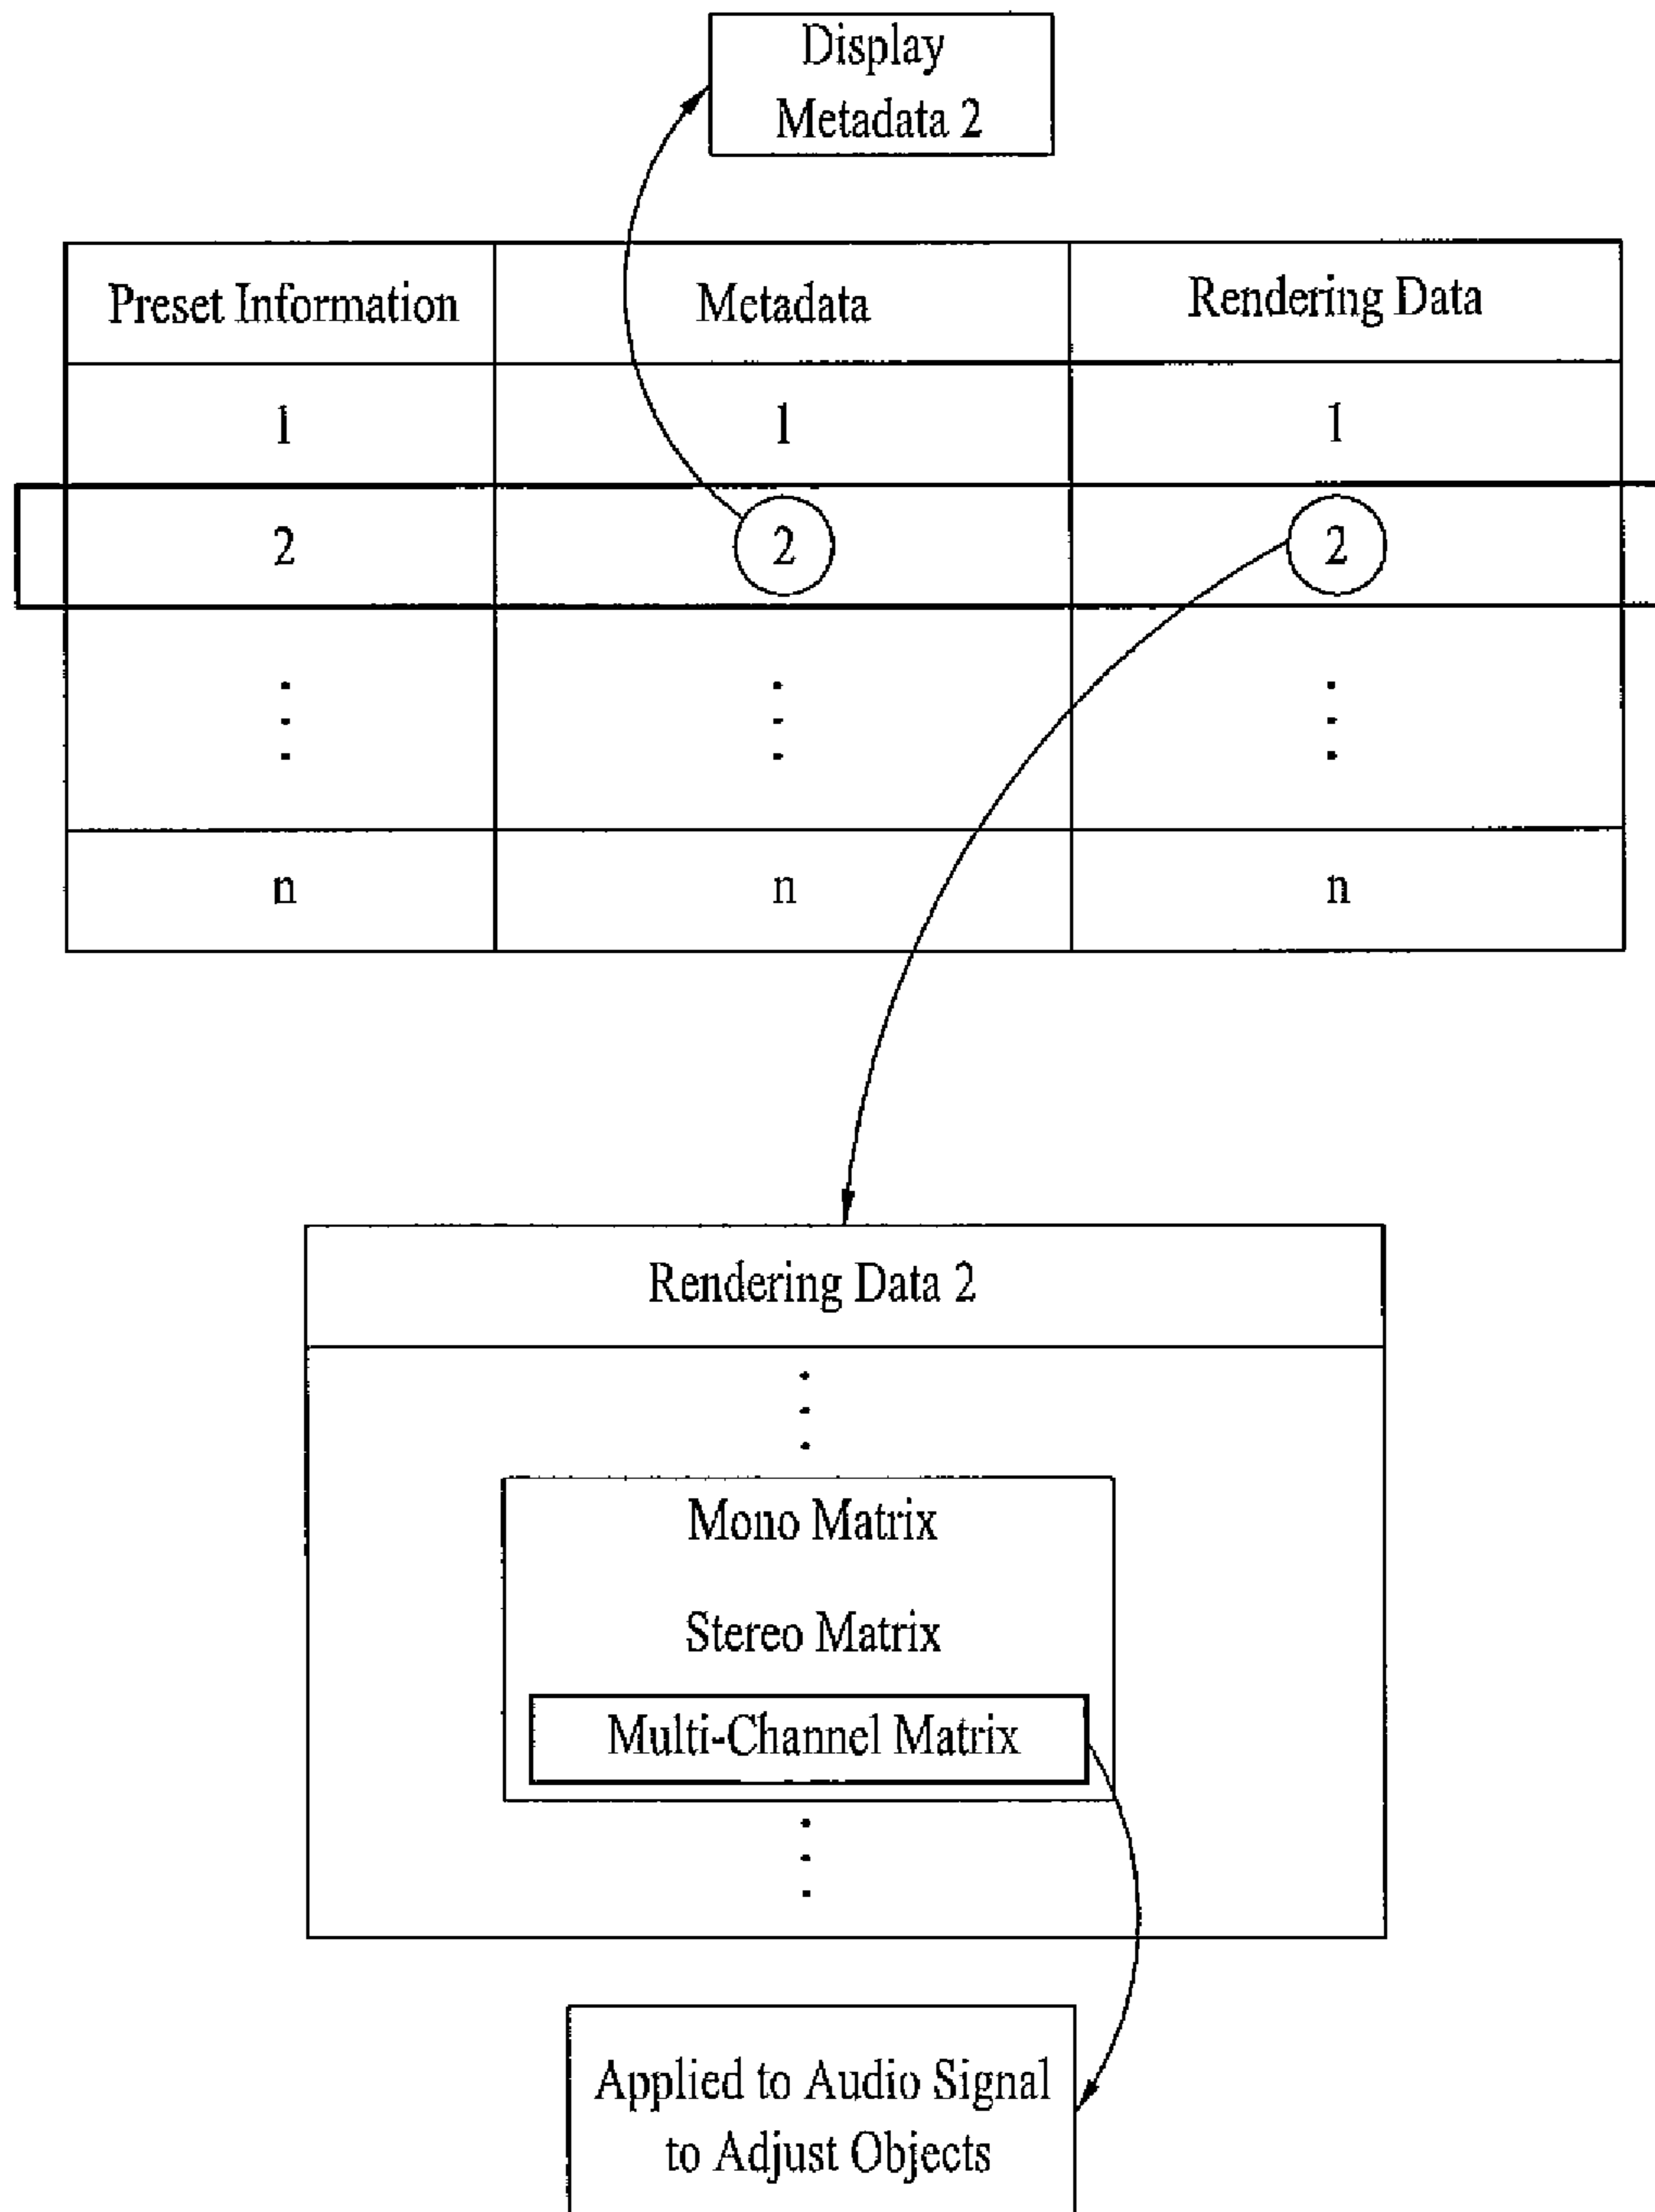 Display
Metadata 2
Preset Information Metadata Rendering Data
1 1 1
2 2 2
n n n
Rendering Data 2
Mono Matrix
Stereo Matrix
Multi-Channel Matrix
Applied to Audio Signal
to Adjust Objects